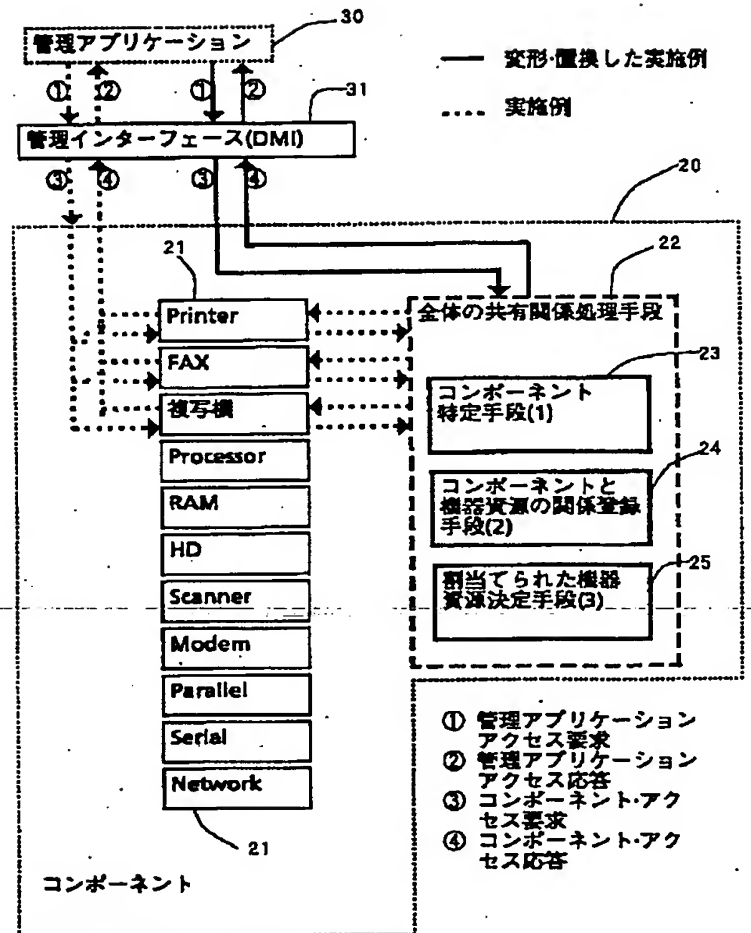 30
管理アプリケーション
変形・置換した実施例
① ② ① ②
31
実施例
管理インターフェース(DMI)
③ ④ ③ ④
20
21
22
Printer
全体の共有関係処理手段
FAX
23
複写機
コンポーネント
特定手段(1)
Processor
24
RAM
コンポーネントと
機器資源の関係登録
手段(2)
HD
25
Scanner
割当てられた機器
資源決定手段(3)
Modem
Parallel
Serial
Network
21
① 管理アプリケーション
アクセス要求
② 管理アプリケーション
アクセス応答
③ コンポーネント・アク
セス要求
④ コンポーネント・アク
セス応答
コンポーネント